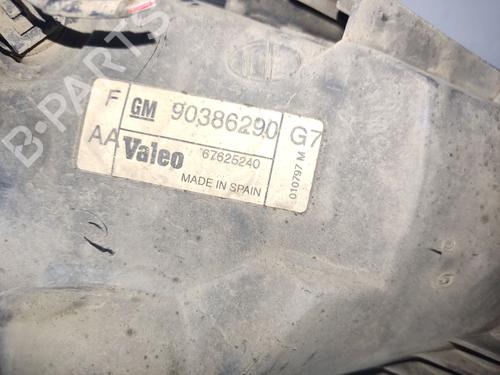 F GM 90386290 G7
AA Valeo 67625240
MADE IN SPAIN
010797 M
B-PARTS